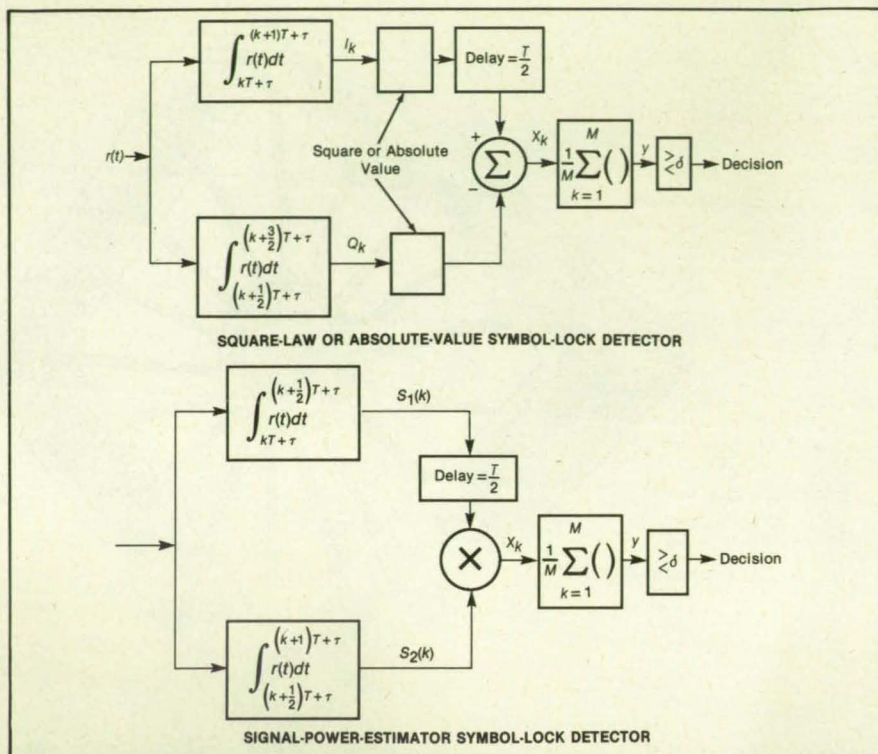 ∫_{kT + τ}^{(k+1)T + τ} r(t)dt
I_k
Delay = T/2
r(t)
Square or Absolute
Value
+
−
Σ
X_k
1/M Σ_{k = 1}^{M} ( )
y
≷ δ
Decision
∫_{(k+½)T + τ}^{(k+3/2)T + τ} r(t)dt
Q_k
SQUARE-LAW OR ABSOLUTE-VALUE SYMBOL-LOCK DETECTOR
∫_{kT + τ}^{(k+½)T + τ} r(t)dt
S_1(k)
Delay = T/2
×
X_k
1/M Σ_{k = 1}^{M} ( )
y
≷ δ
Decision
∫_{(k+½)T + τ}^{(k+1)T + τ} r(t)dt
S_2(k)
SIGNAL-POWER-ESTIMATOR SYMBOL-LOCK DETECTOR